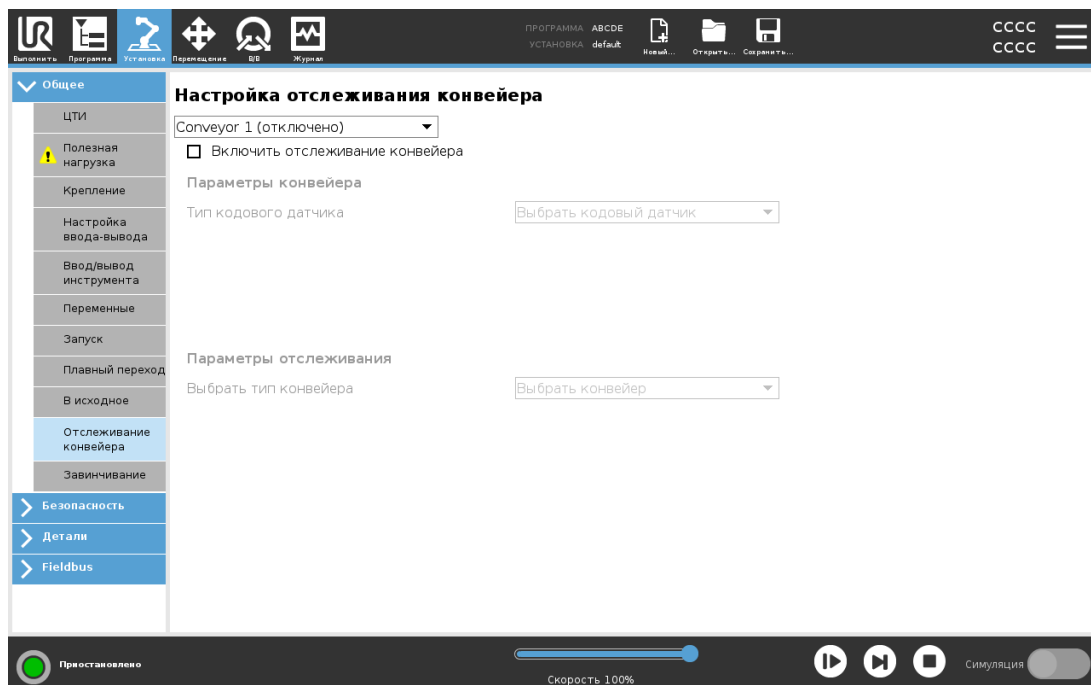 ПРОГРАММА ABCDE
УСТАНОВКА default
Выполнить
Программа
Установка
Перемещение
В/В
Журнал
Новый...
Открыть...
Сохранить...
CCCC
CCCC
Общее
ЦТИ
Полезная
нагрузка
Крепление
Настройка
ввода-вывода
Ввод/вывод
инструмента
Переменные
Запуск
Плавный переход
В исходное
Отслеживание
конвейера
Завинчивание
Безопасность
Детали
Fieldbus
Настройка отслеживания конвейера
Conveyor 1 (отключено)
Включить отслеживание конвейера
Параметры конвейера
Тип кодового датчика
Выбрать кодовый датчик
Параметры отслеживания
Выбрать тип конвейера
Выбрать конвейер
Приостановлено
Скорость 100%
Симуляция